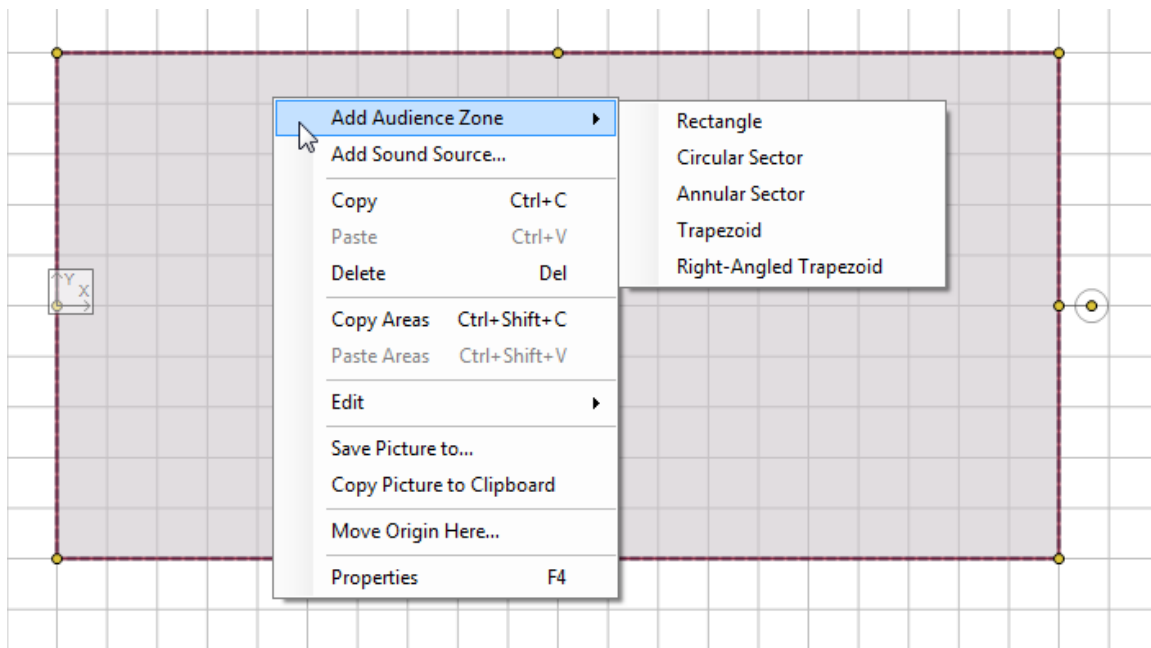 Add Audience Zone
Rectangle
Circular Sector
Annular Sector
Trapezoid
Right-Angled Trapezoid
Add Sound Source...
Copy Ctrl+C
Paste Ctrl+V
Delete Del
Copy Areas Ctrl+Shift+C
Paste Areas Ctrl+Shift+V
Edit
Save Picture to...
Copy Picture to Clipboard
Move Origin Here...
Properties F4
Y
X